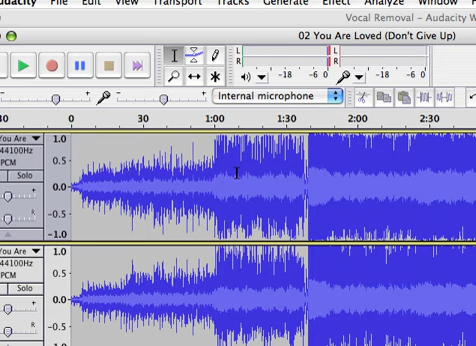 udacity File Edit View Transport Tracks Generate Effect Analyze Window
Vocal Removal – Audacity W
02 You Are Loved (Don't Give Up)
L
R
-18 -6 0
L
R
-18 -6 0
Internal microphone
30 0 30 1:00 1:30 2:00 2:30
You Are
44100Hz
PCM
Solo
+
R
1.0
0.5
0.0
-0.5
-1.0
You Are
44100Hz
PCM
Solo
+
R
1.0
0.5
0.0
-0.5